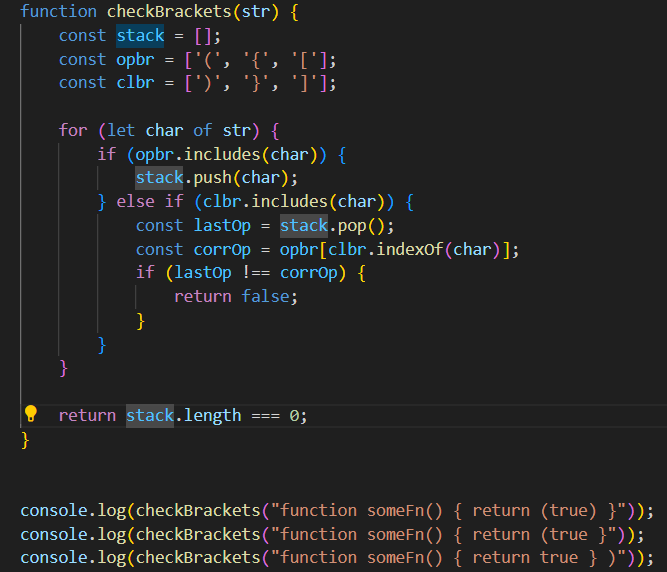 function checkBrackets(str) {
    const stack = [];
    const opbr = ['(', '{', '['];
    const clbr = [')', '}', ']'];

    for (let char of str) {
        if (opbr.includes(char)) {
            stack.push(char);
        } else if (clbr.includes(char)) {
            const lastOp = stack.pop();
            const corrOp = opbr[clbr.indexOf(char)];
            if (lastOp !== corrOp) {
                return false;
            }
        }
    }

    return stack.length === 0;
}

console.log(checkBrackets("function someFn() { return (true) }"));
console.log(checkBrackets("function someFn() { return (true }"));
console.log(checkBrackets("function someFn() { return true } )"));